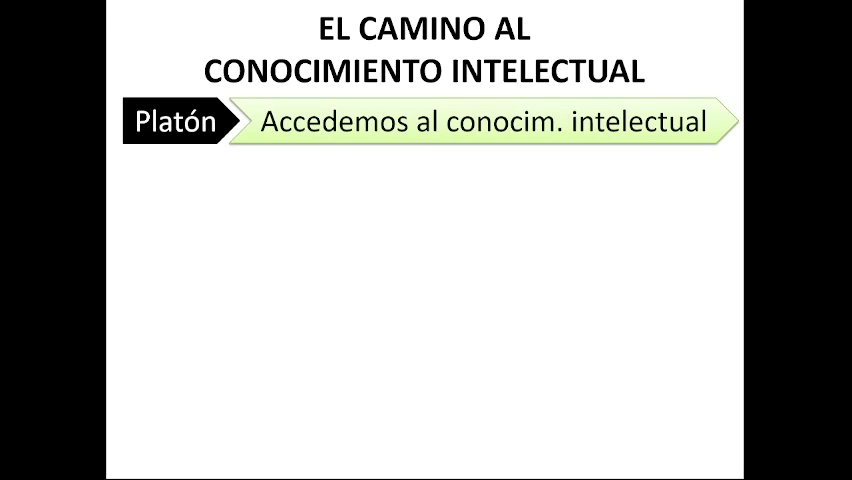 EL CAMINO AL
CONOCIMIENTO INTELECTUAL
Platón Accedemos al conocim. intelectual